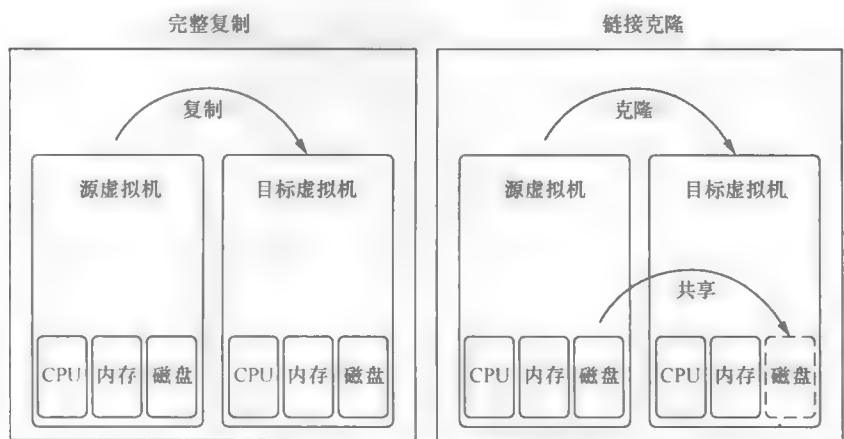 完整复制
链接克隆
复制
克隆
源虚拟机
目标虚拟机
源虚拟机
目标虚拟机
共享
CPU 内存 磁盘
CPU 内存 磁盘
CPU 内存 磁盘
CPU 内存 磁盘